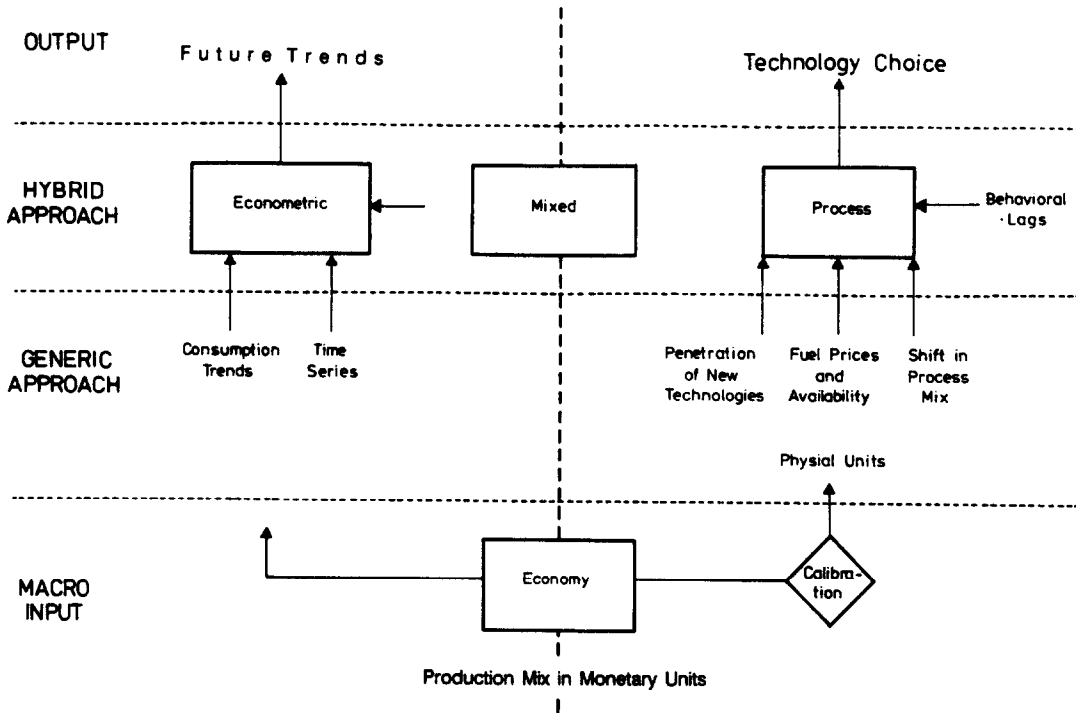 OUTPUT
Future Trends
Technology Choice
HYBRID
APPROACH
Econometric
Mixed
Process
Behavioral
·Lags
GENERIC
APPROACH
Consumption
Trends
Time
Series
Penetration
of New
Technologies
Fuel Prices
and
Availability
Shift in
Process
Mix
Physial Units
MACRO
INPUT
Economy
Calibra-
tion
Production Mix in Monetary Units